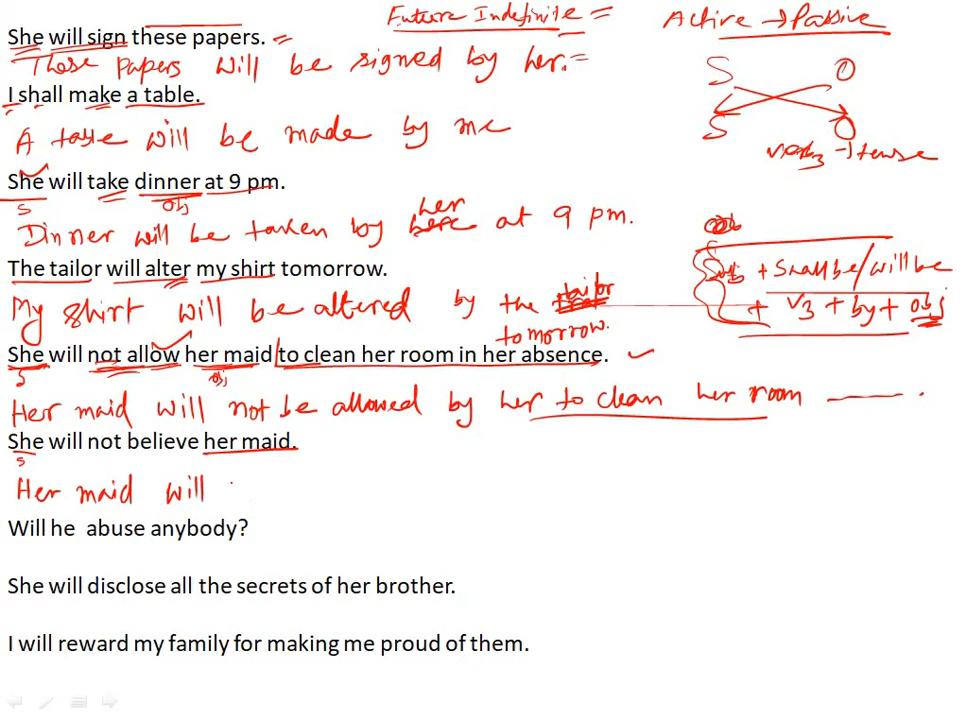 Future Indefinite =
Active → Passive
She will sign these papers. =
These Papers will be signed by her. =
S O
S O
verb3 → tense
I shall make a table.
A table will be made by me
She will take dinner at 9 pm.
S obj
her
Dinner will be taken by at 9 pm.
The tailor will alter my shirt tomorrow.
+ Shall be/will be
+ V3 + by + obj
tailor
My shirt will be altered by the
tomorrow.
She will not allow her maid to clean her room in her absence.
S obj
Her maid will not be allowed by her to clean her room
She will not believe her maid.
S
Her maid will
Will he abuse anybody?
She will disclose all the secrets of her brother.
I will reward my family for making me proud of them.